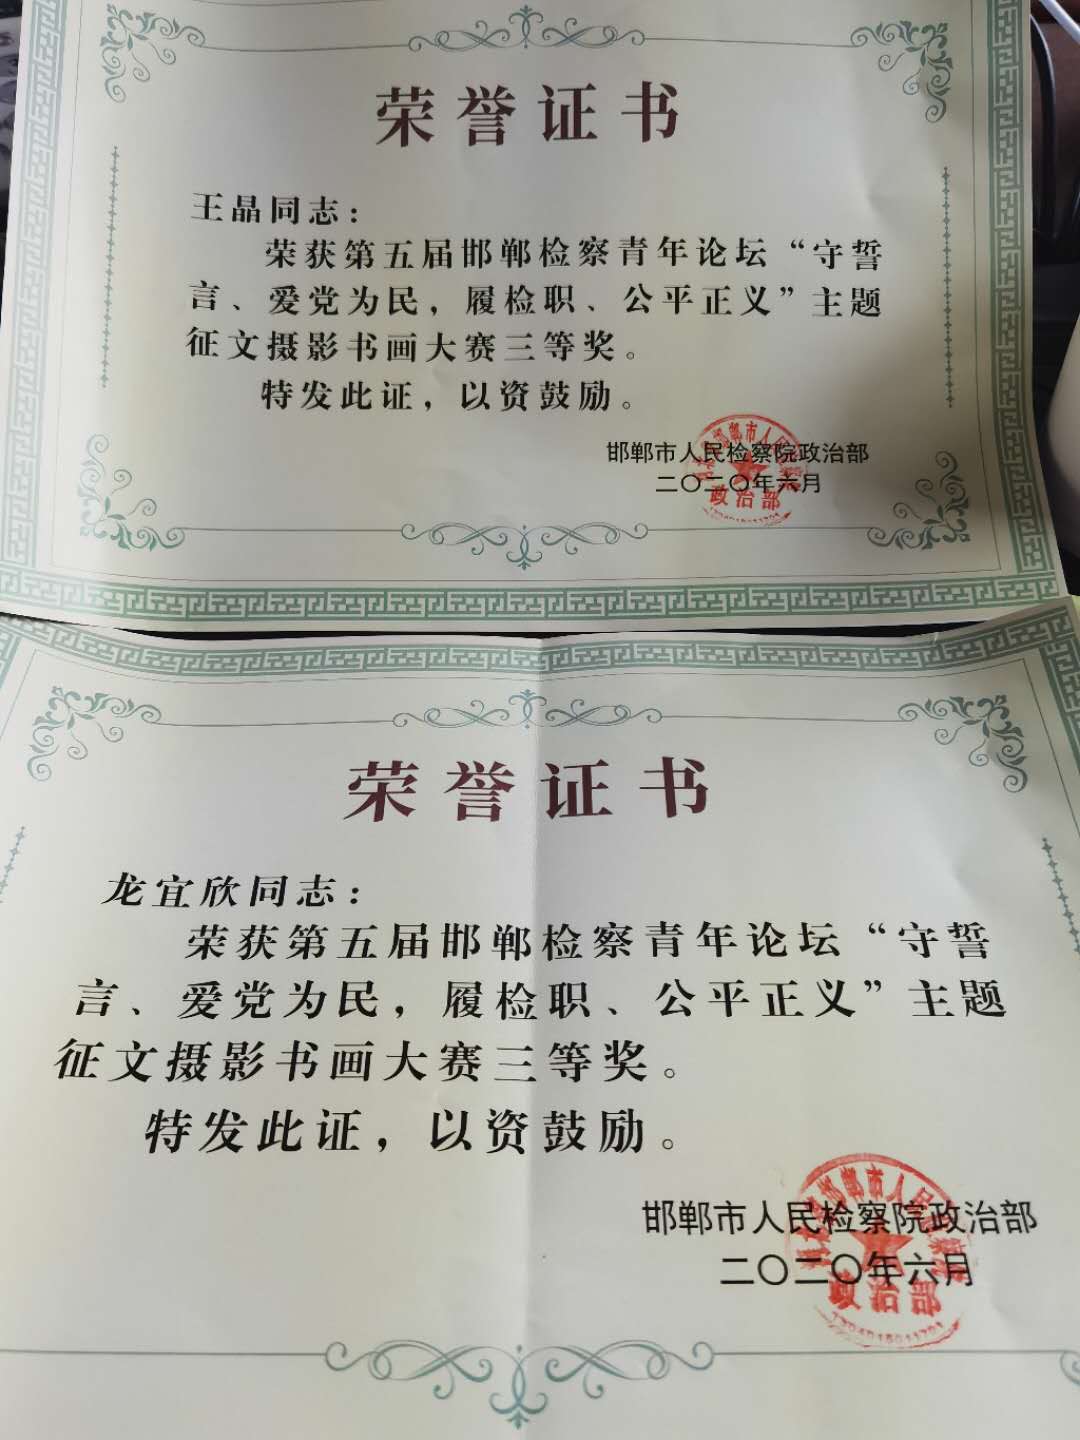 荣誉证书
王晶同志：
荣获第五届邯郸检察青年论坛“守誓
言、爱党为民，履检职、公平正义”主题
征文摄影书画大赛三等奖。
特发此证，以资鼓励。
邯郸市人民检察院政治部
二〇二〇年六月
政治部
荣誉证书
龙宜欣同志：
荣获第五届邯郸检察青年论坛“守誓
言、爱党为民，履检职、公平正义”主题
征文摄影书画大赛三等奖。
特发此证，以资鼓励。
邯郸市人民检察院政治部
二〇二〇年六月
政治部